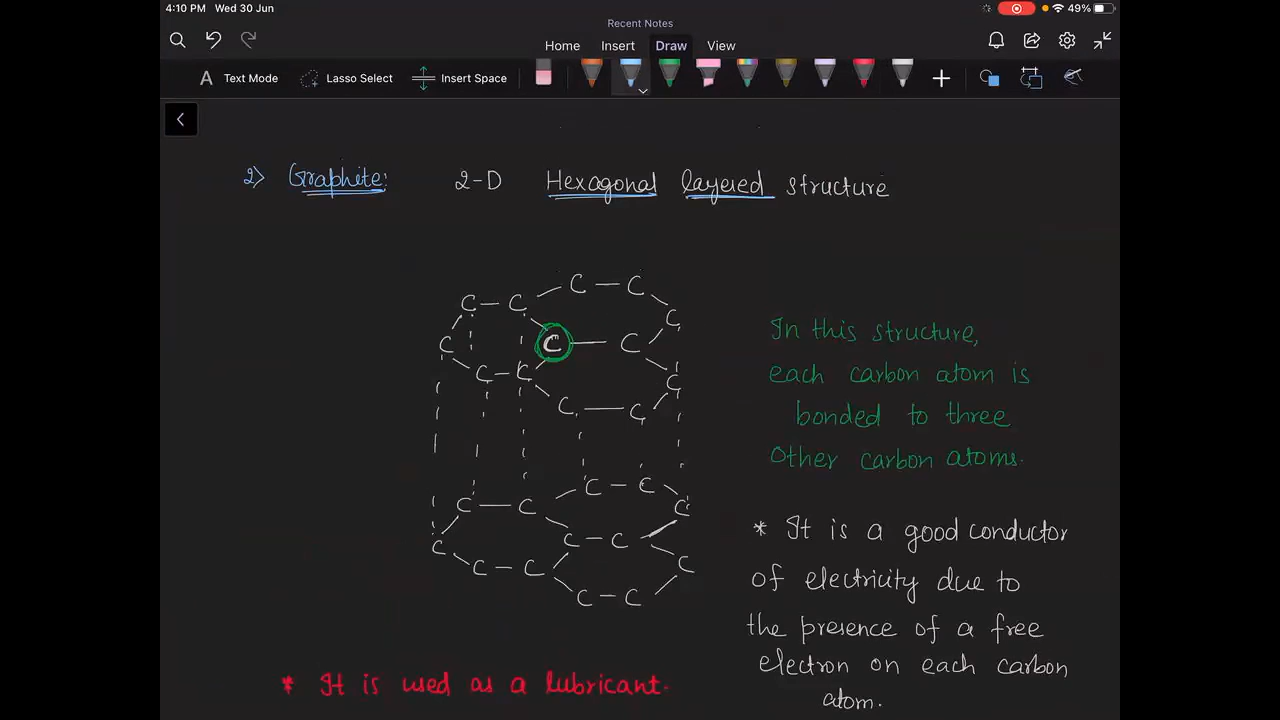 4:10 PM Wed 30 Jun
49%
Recent Notes
Home Insert Draw View
A Text Mode Lasso Select Insert Space
2) Graphite: 2-D Hexagonal layered structure
C - C
C - C
C
C C — C
C - C C
C — C
In this structure,
each carbon atom is
bonded to three
other carbon atoms.
C - C
C — C C
C C - C
C - C C
C - C
* It is a good conductor
of electricity due to
the presence of a free
electron on each carbon
atom.
* It is used as a lubricant.